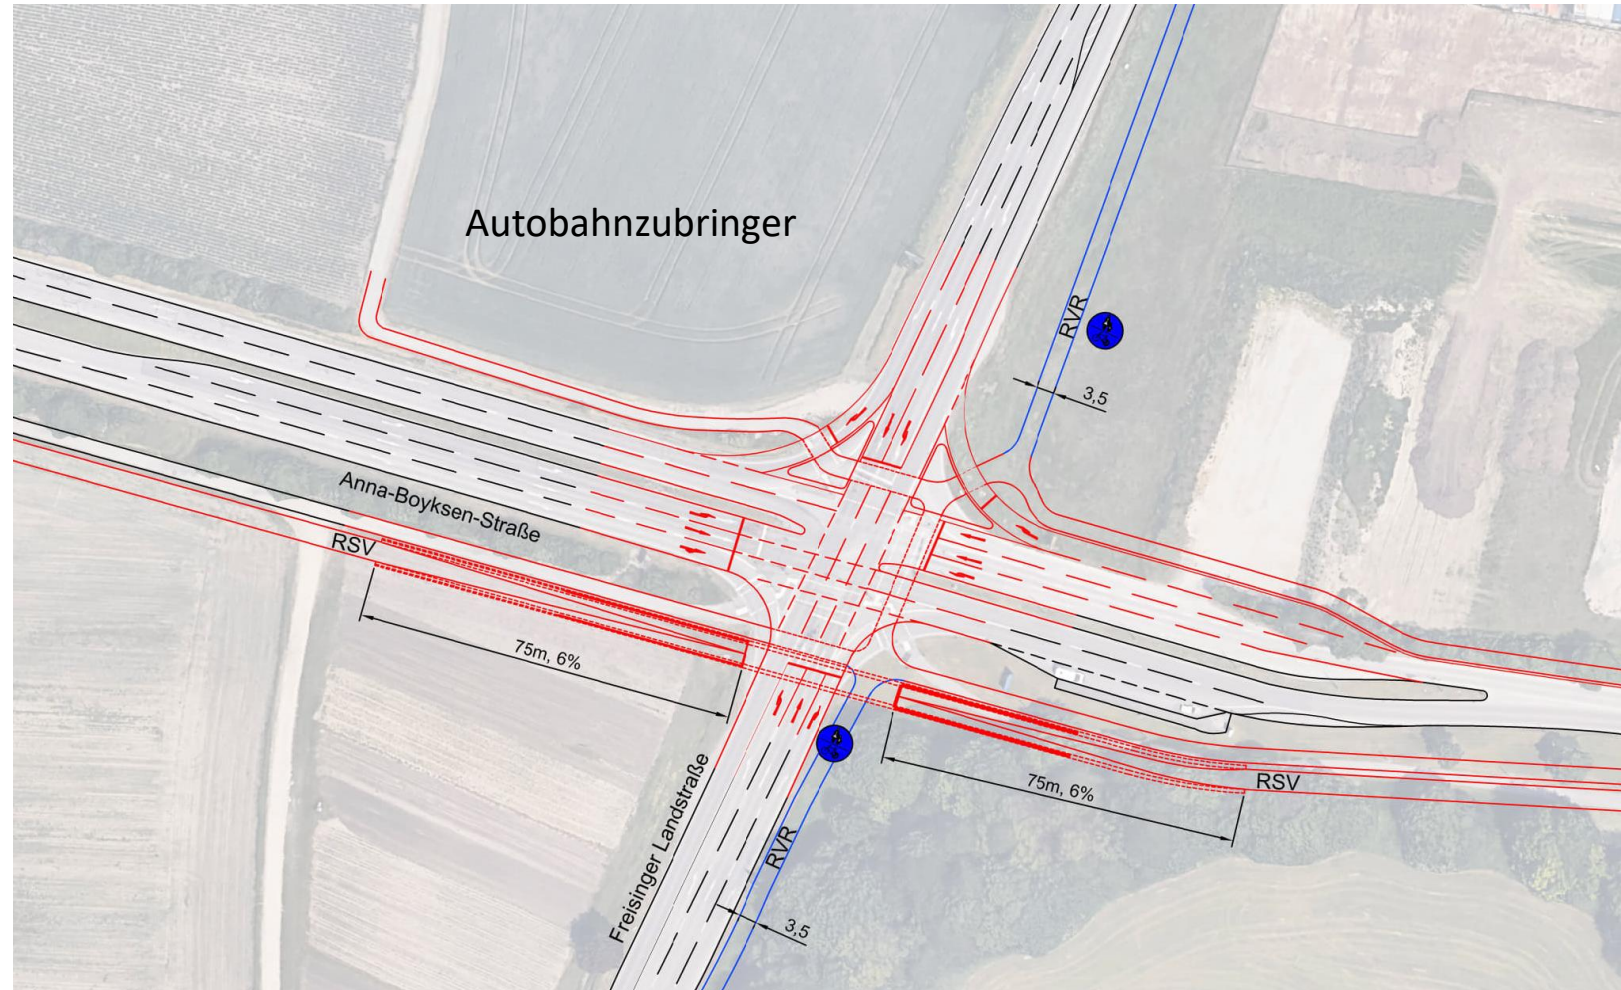 Autobahnzubringer
RVR
3,5
Anna-Boyksen-Straße
RSV
75m, 6%
75m, 6%
RSV
Freisinger Landstraße
RVR
3,5